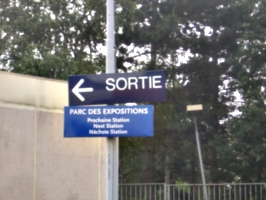 ← SORTIE
PARC DES EXPOSITIONS
Prochaine Station
Next Station
Nächste Station